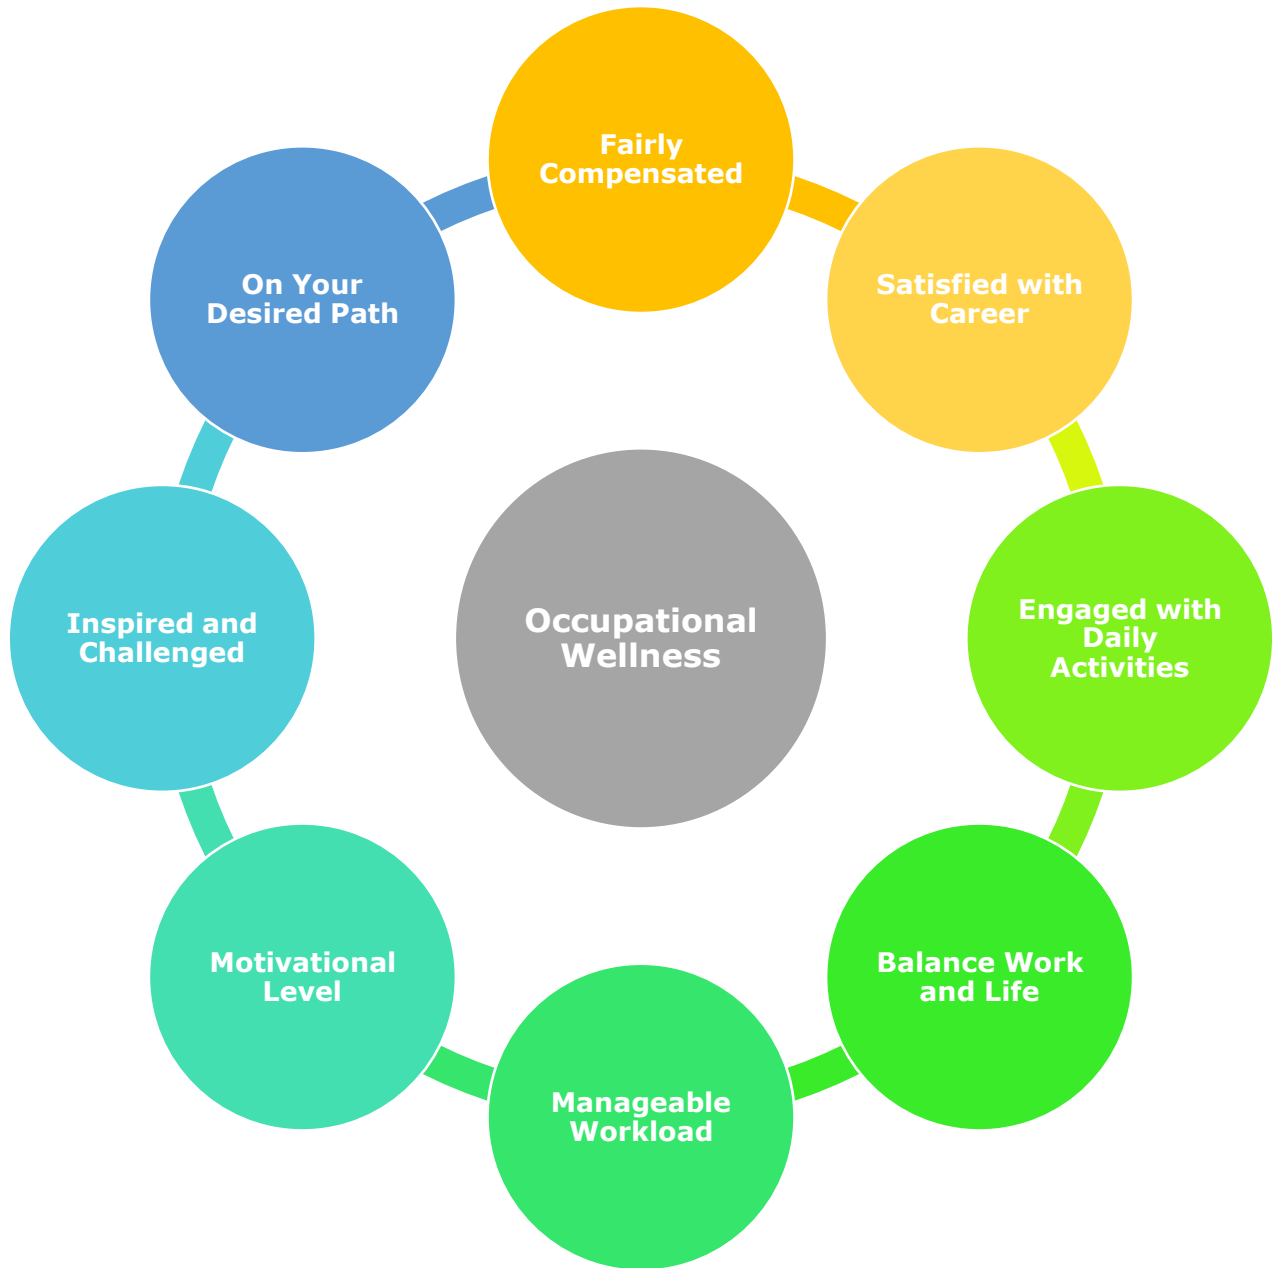 Fairly
Compensated
Satisfied with
Career
Engaged with
Daily
Activities
Balance Work
and Life
Manageable
Workload
Motivational
Level
Inspired and
Challenged
On Your
Desired Path
Occupational
Wellness